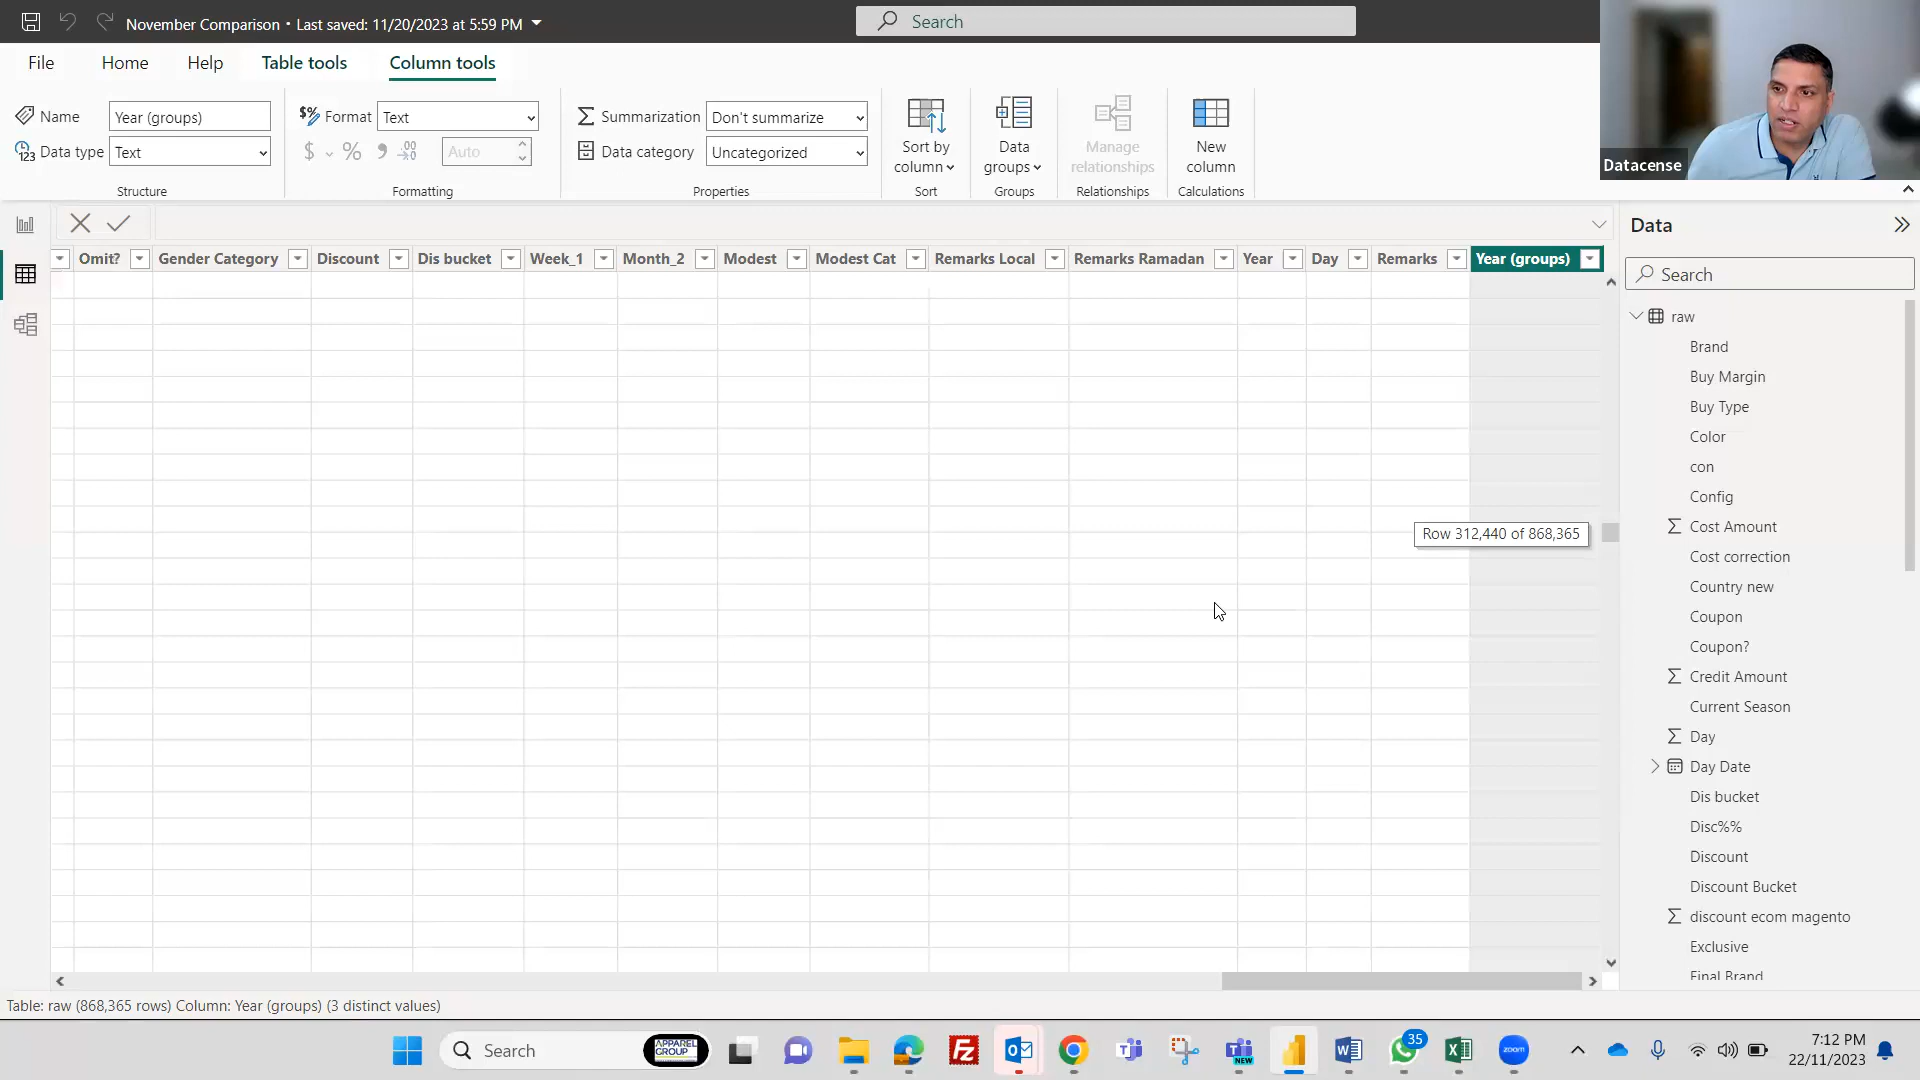 November Comparison • Last saved: 11/20/2023 at 5:59 PM
Search
File
Home
Help
Table tools
Column tools
Name
Year (groups)
Data type
Text
Structure
Format
Text
$
%
Auto
Formatting
Summarization
Don't summarize
Data category
Uncategorized
Properties
Sort by
column
Sort
Data
groups
Groups
Manage
relationships
Relationships
New
column
Calculations
Datacense
Omit?
Gender Category
Discount
Dis bucket
Week_1
Month_2
Modest
Modest Cat
Remarks Local
Remarks Ramadan
Year
Day
Remarks
Year (groups)
Row 312,440 of 868,365
Data
Search
raw
Brand
Buy Margin
Buy Type
Color
con
Config
Cost Amount
Cost correction
Country new
Coupon
Coupon?
Credit Amount
Current Season
Day
Day Date
Dis bucket
Disc%%
Discount
Discount Bucket
discount ecom magento
Exclusive
Final Brand
Table: raw (868,365 rows) Column: Year (groups) (3 distinct values)
Search
APPAREL
GROUP
NEW
35
zoom
7:12 PM
22/11/2023